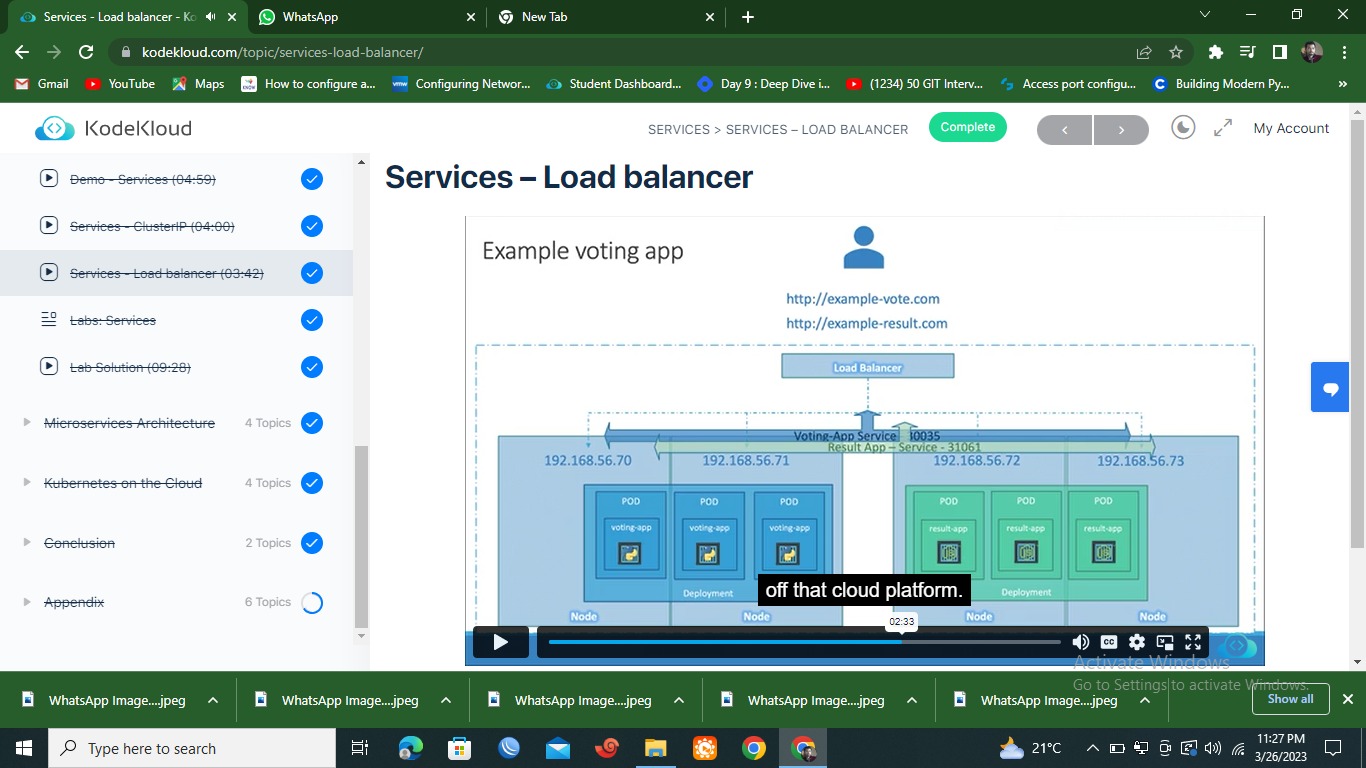 Services - Load balancer - Ko
WhatsApp
New Tab
kodekloud.com/topic/services-load-balancer/
Gmail
YouTube
Maps
How to configure a...
Configuring Networ...
Student Dashboard...
Day 9 : Deep Dive i...
(1234) 50 GIT Interv...
Access port configu...
Building Modern Py...
»
KodeKloud
SERVICES > SERVICES – LOAD BALANCER
Complete
My Account
Demo - Services (04:59)
Services - ClusterIP (04:00)
Services - Load balancer (03:42)
Labs: Services
Lab Solution (09:28)
Microservices Architecture 4 Topics
Kubernetes on the Cloud 4 Topics
Conclusion 2 Topics
Appendix 6 Topics
Services – Load balancer
Example voting app
http://example-vote.com
http://example-result.com
Load Balancer
Voting-App Service 30035
Result App – Service - 31061
192.168.56.70 192.168.56.71 192.168.56.72 192.168.56.73
POD POD POD POD POD POD
voting-app voting-app voting-app result-app result-app result-app
Deployment Deployment
off that cloud platform.
Node Node Node Node
02:33
CC
Activate Windows
Go to Settings to activate Windows.
WhatsApp Image....jpeg
WhatsApp Image....jpeg
WhatsApp Image....jpeg
WhatsApp Image....jpeg
WhatsApp Image....jpeg
Show all
Type here to search
21°C
11:27 PM
3/26/2023